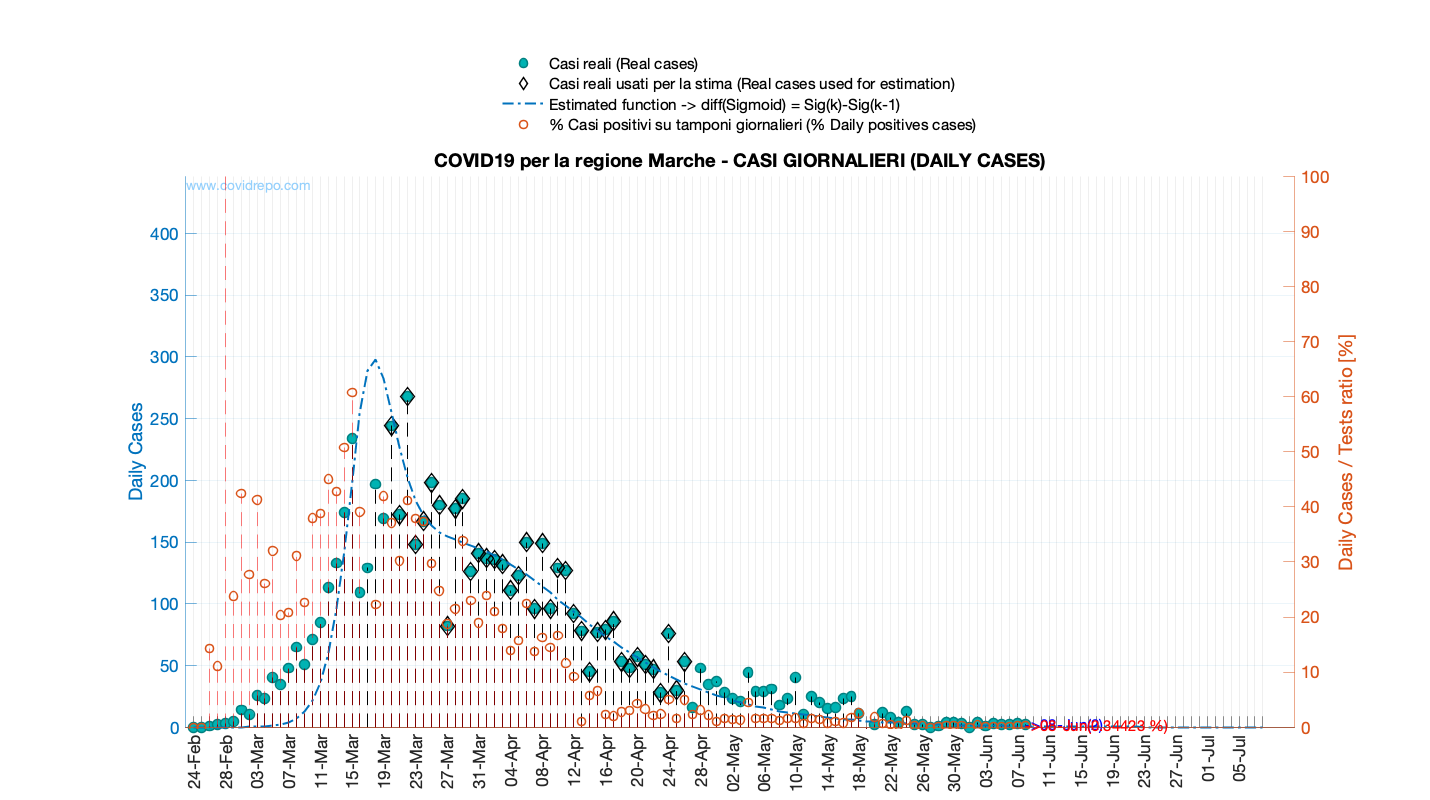 Casi reali (Real cases)
Casi reali usati per la stima (Real cases used for estimation)
Estimated function -> diff(Sigmoid) = Sig(k)-Sig(k-1)
% Casi positivi su tamponi giornalieri (% Daily positives cases)
COVID19 per la regione Marche - CASI GIORNALIERI (DAILY CASES)
www.covidrepo.com
Daily Cases
400
350
300
250
200
150
100
50
0
100
90
80
70
60
50
40
30
20
10
0
Daily Cases / Tests ratio [%]
24-Feb
28-Feb
03-Mar
07-Mar
11-Mar
15-Mar
19-Mar
23-Mar
27-Mar
31-Mar
04-Apr
08-Apr
12-Apr
16-Apr
20-Apr
24-Apr
28-Apr
02-May
06-May
10-May
14-May
18-May
22-May
26-May
30-May
03-Jun
07-Jun
11-Jun
15-Jun
19-Jun
23-Jun
27-Jun
01-Jul
05-Jul